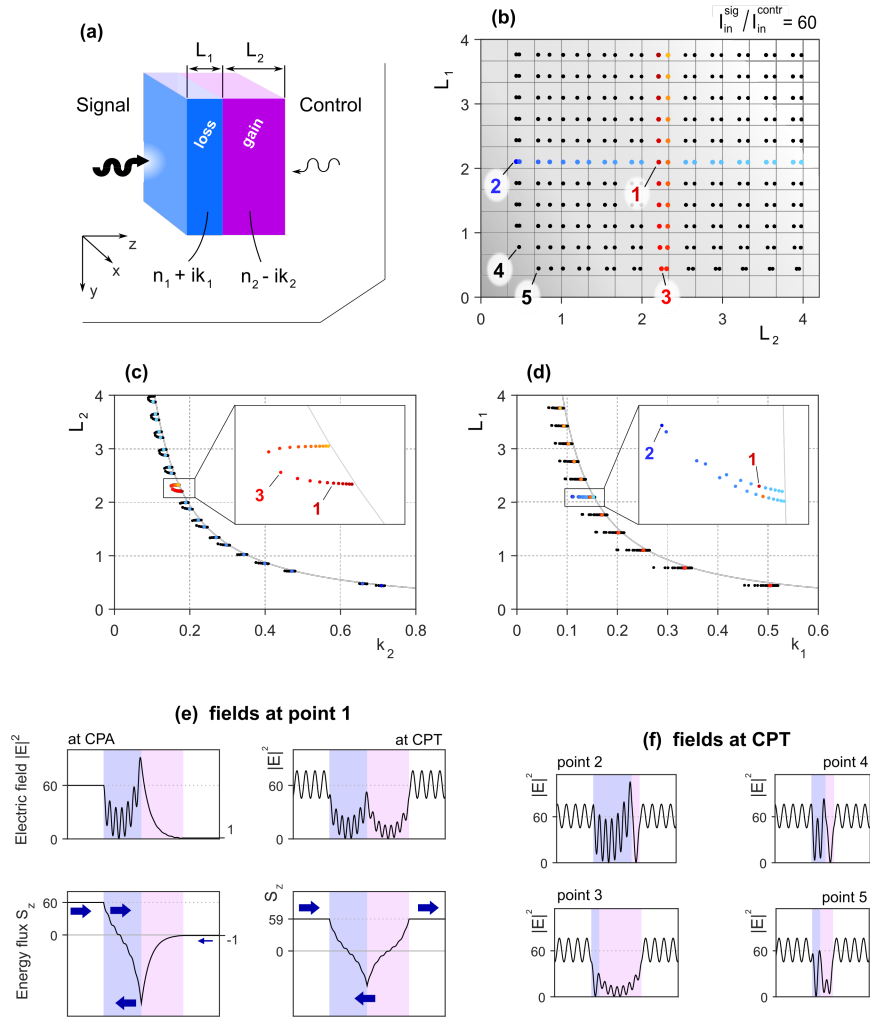 (a)
L₁ L₂
Signal
Control
loss
gain
z
x
y
n₁ + ik₁
n₂ - ik₂
(b)
I_in^sig / I_in^contr = 60
L₁
4
3
2
1
0
0 1 2 3 4
L₂
2
1
4
5
3
(c)
L₂
4
3
2
1
0
0 0.2 0.4 0.6 0.8
k₂
3
1
(d)
L₁
4
3
2
1
0
0 0.1 0.2 0.3 0.4 0.5 0.6
k₁
2
1
(e) fields at point 1
at CPA
Electric field |E|²
60
0
1
at CPT
|E|²
60
0
Energy flux S_z
60
0
-1
S_z
59
0
(f) fields at CPT
point 2
|E|²
60
0
point 4
|E|²
60
0
point 3
|E|²
60
0
point 5
|E|²
60
0